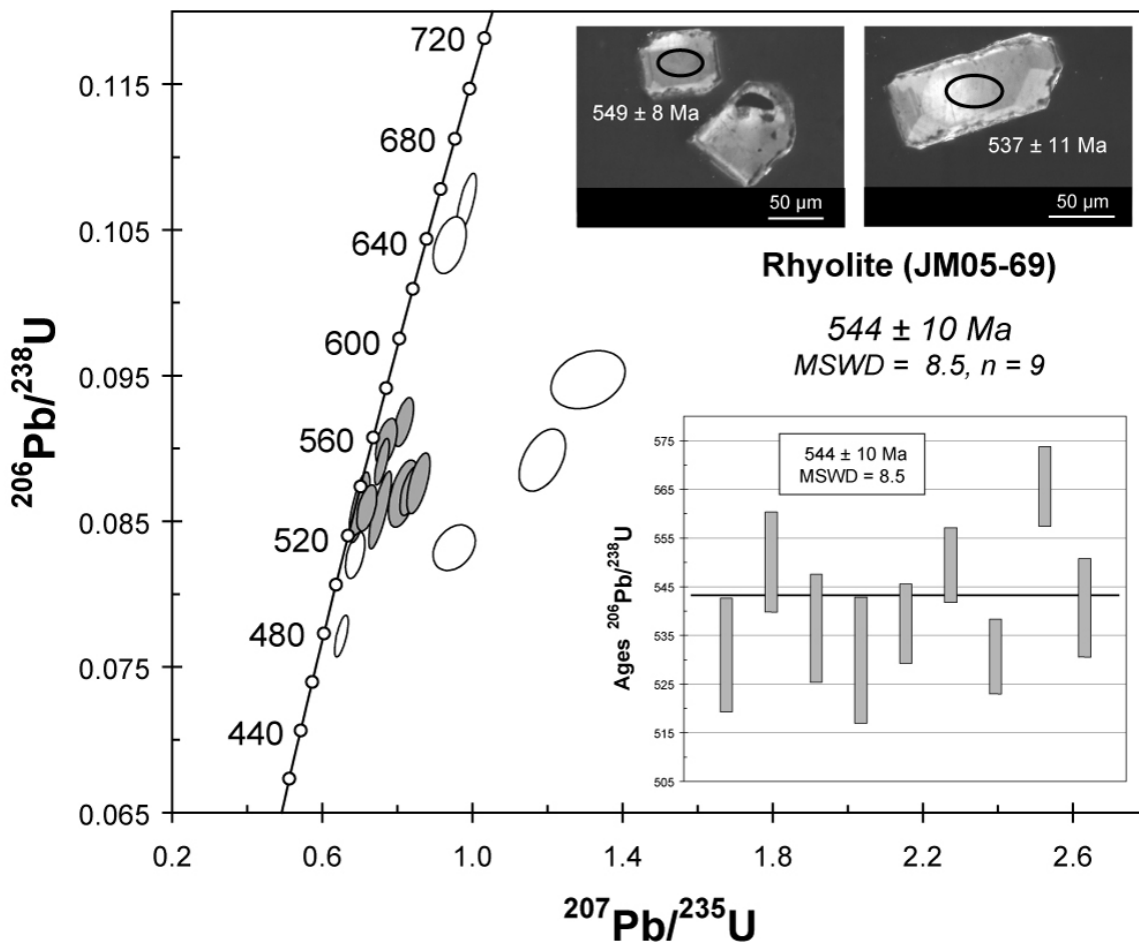 720
680
640
600
560
520
480
440
0.115
0.105
0.095
0.085
0.075
0.065
0.2
0.6
1.0
1.4
1.8
2.2
2.6
²⁰⁶Pb/²³⁸U
²⁰⁷Pb/²³⁵U
549 ± 8 Ma
50 µm
537 ± 11 Ma
50 µm
Rhyolite (JM05-69)
544 ± 10 Ma
MSWD = 8.5, n = 9
544 ± 10 Ma
MSWD = 8.5
575
565
555
545
535
525
515
505
Ages ²⁰⁶Pb/²³⁸U